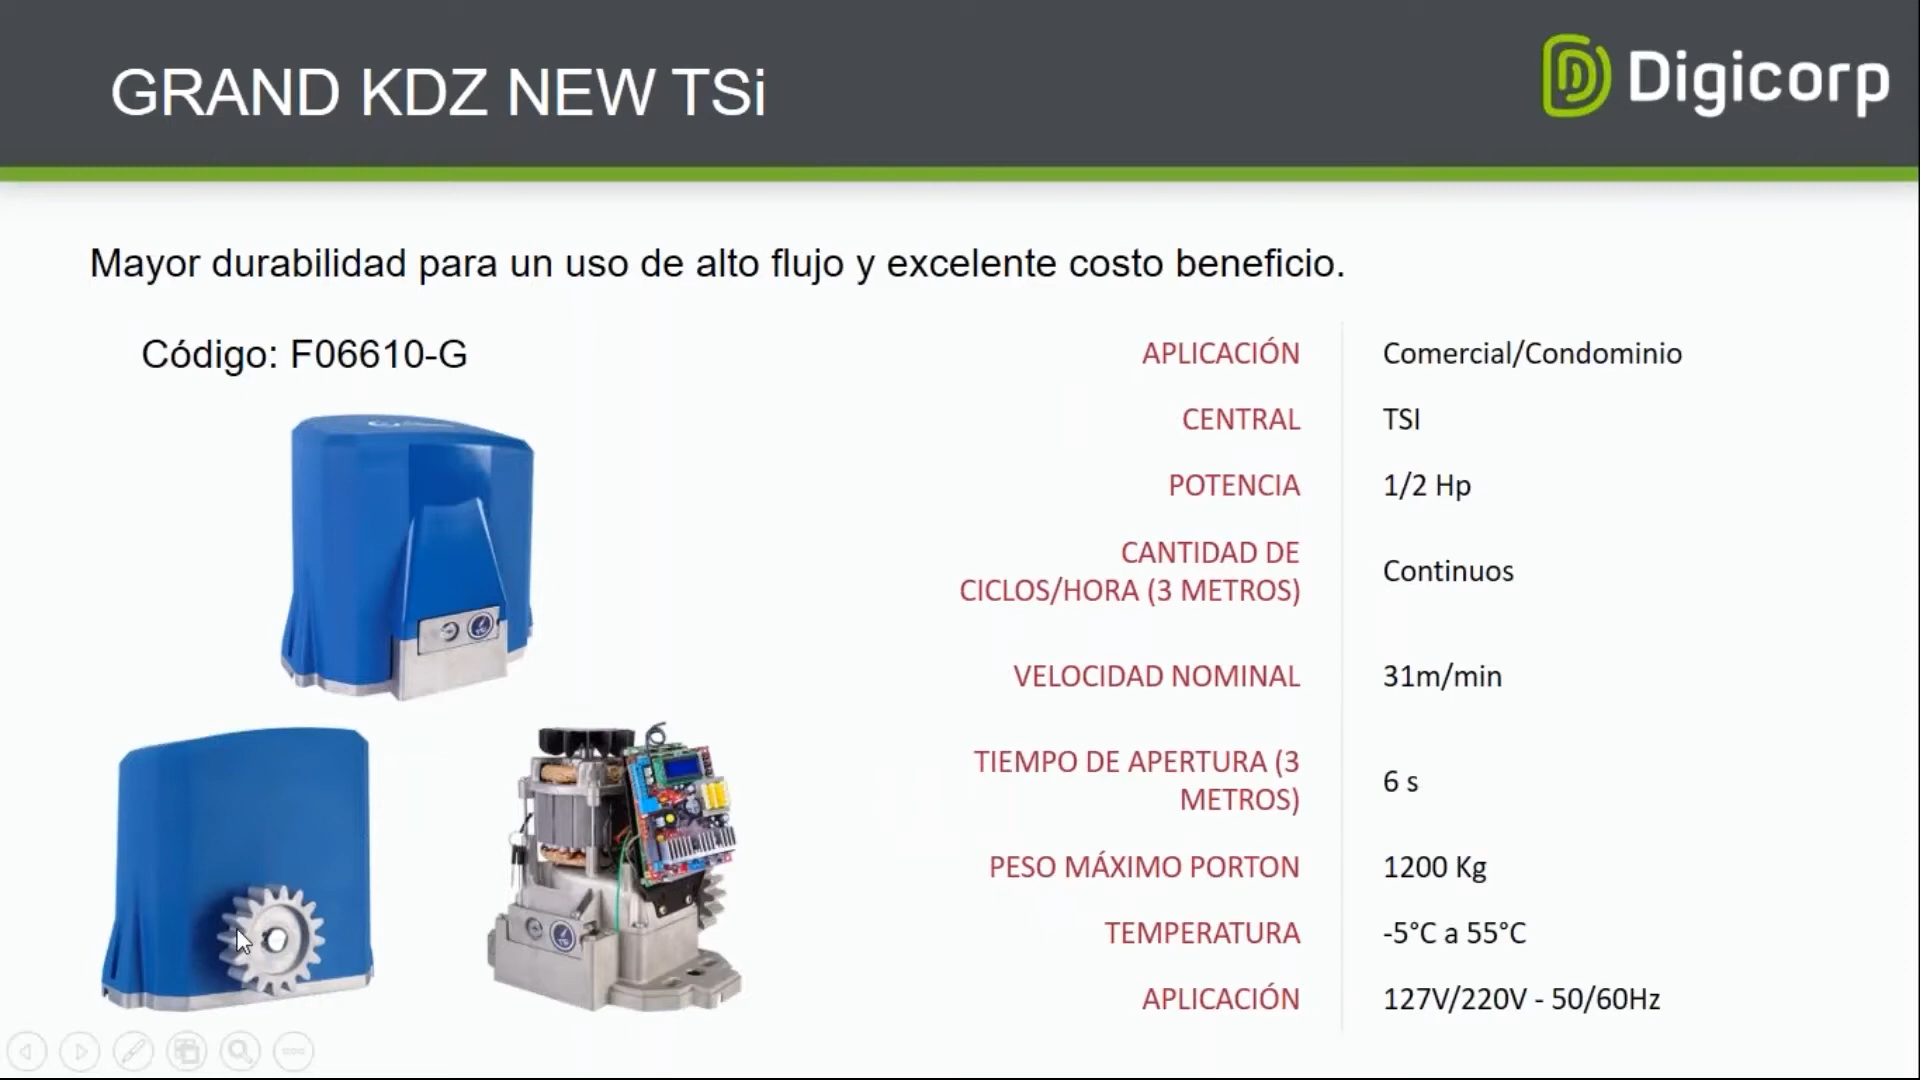 GRAND KDZ NEW TSi
Digicorp
Mayor durabilidad para un uso de alto flujo y excelente costo beneficio.
Código: F06610-G
APLICACIÓN Comercial/Condominio
CENTRAL TSI
POTENCIA 1/2 Hp
CANTIDAD DE
CICLOS/HORA (3 METROS) Continuos
VELOCIDAD NOMINAL 31m/min
TIEMPO DE APERTURA (3
METROS) 6 s
PESO MÁXIMO PORTON 1200 Kg
TEMPERATURA -5°C a 55°C
APLICACIÓN 127V/220V - 50/60Hz